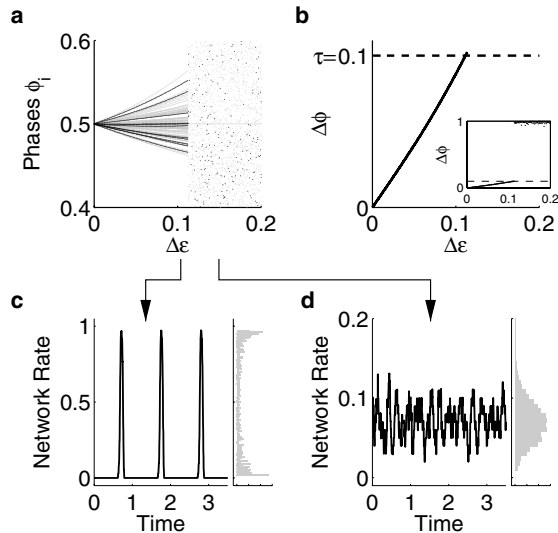 a
b
0.6
0.5
0.4
Phases ϕi
0
0.1
0.2
Δε
τ=0.1
0
Δϕ
0
0.1
0.2
Δε
1
0
Δϕ
0
0.1
0.2
c
d
1
0.5
0
Network Rate
0 1 2 3
Time
0.2
0.1
0
Network Rate
0 1 2 3
Time